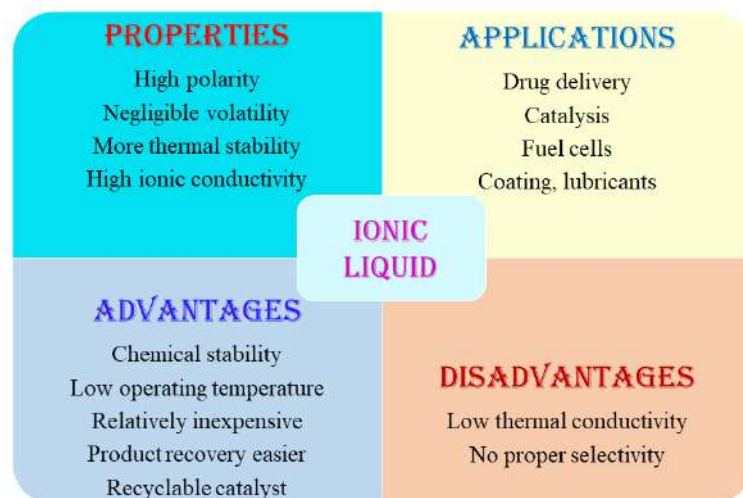 PROPERTIES
High polarity
Negligible volatility
More thermal stability
High ionic conductivity
APPLICATIONS
Drug delivery
Catalysis
Fuel cells
Coating, lubricants
IONIC
LIQUID
ADVANTAGES
Chemical stability
Low operating temperature
Relatively inexpensive
Product recovery easier
Recyclable catalyst
DISADVANTAGES
Low thermal conductivity
No proper selectivity